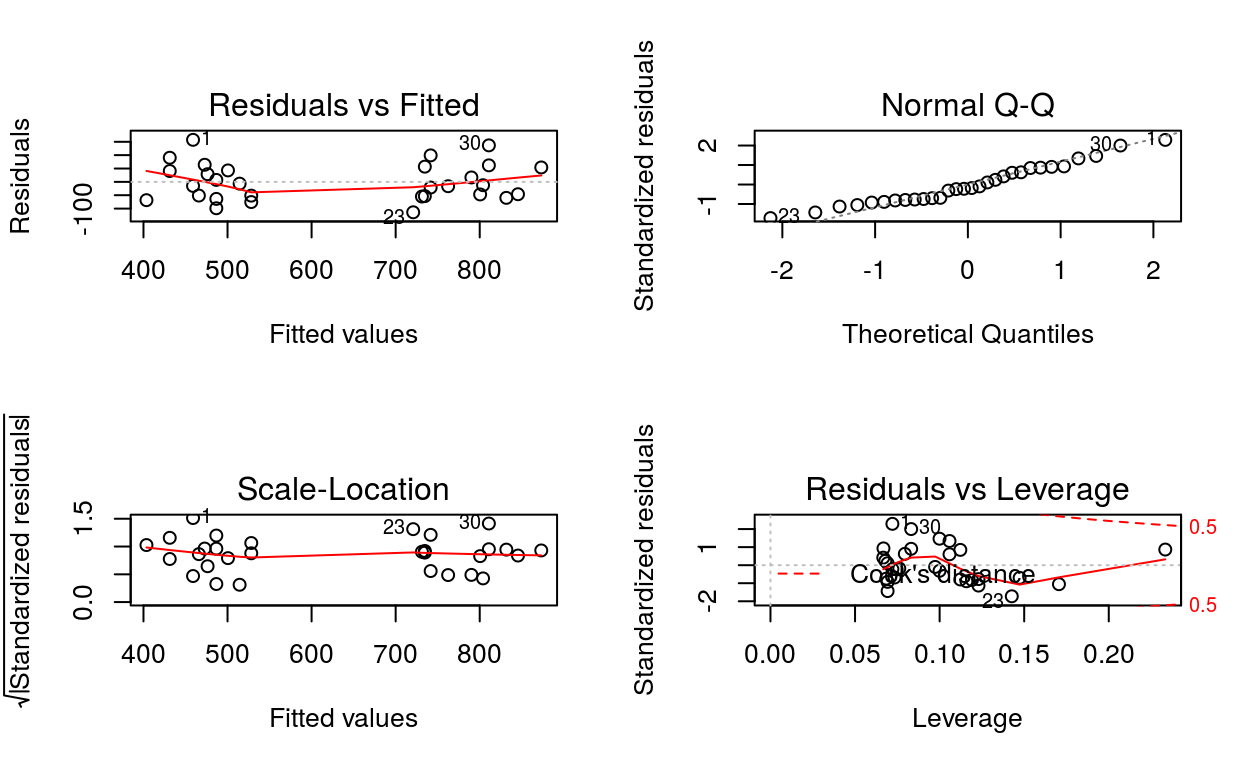 Residuals vs Fitted
Residuals
-100
1
30
23
400 500 600 700 800
Fitted values
Normal Q-Q
Standardized residuals
2
-1
30
1
23
-2 -1 0 1 2
Theoretical Quantiles
Scale-Location
√|Standardized residuals|
1.5
0.0
1
23
30
400 500 600 700 800
Fitted values
Residuals vs Leverage
Standardized residuals
1
-2
1
30
0.5
Cook's distance
23
0.5
0.00 0.05 0.10 0.15 0.20
Leverage